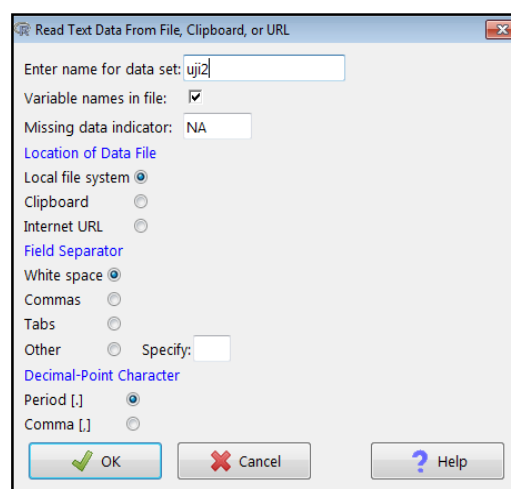 Read Text Data From File, Clipboard, or URL
Enter name for data set: uji2
Variable names in file:
Missing data indicator: NA
Location of Data File
Local file system
Clipboard
Internet URL
Field Separator
White space
Commas
Tabs
Other Specify:
Decimal-Point Character
Period [.]
Comma [,]
OK Cancel Help